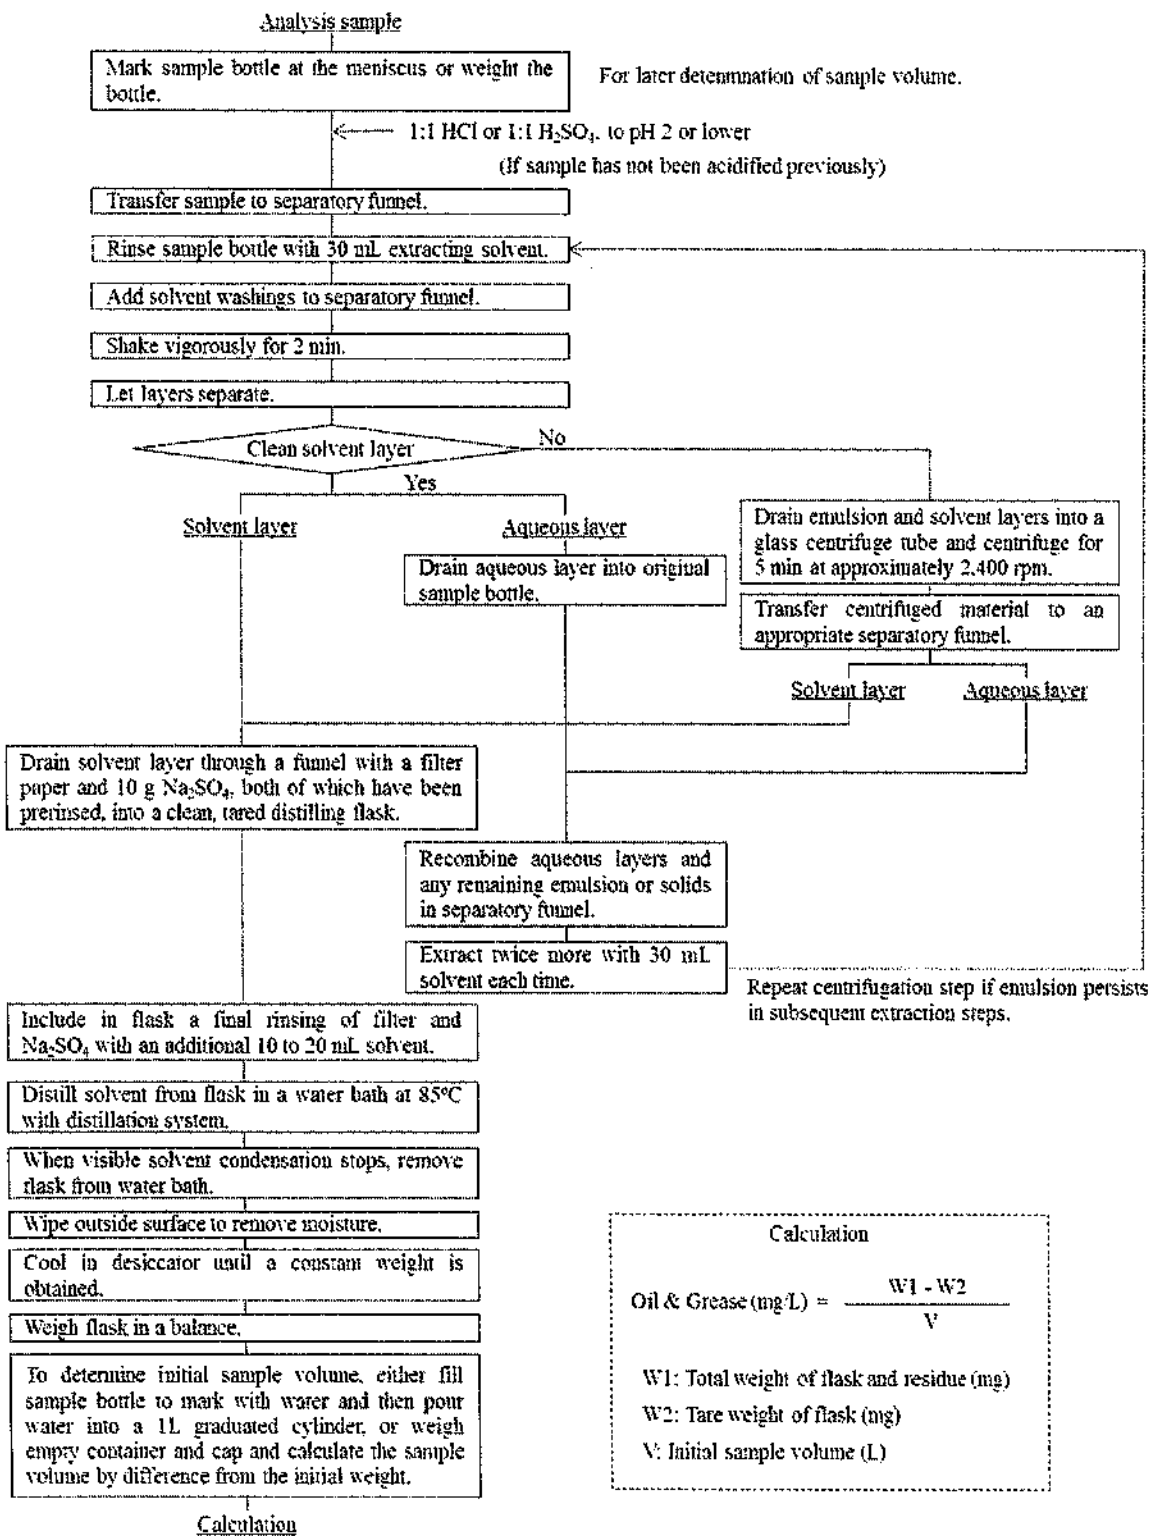 Analysis sample
Mark sample bottle at the meniscus or weight the
bottle.
For later detenmnation of sample volume.
1:1 HCl or 1:1 H₂SO₄, to pH 2 or lower
(If sample has not been acidified previously)
Transfer sample to separatory funnel.
Rinse sample bottle with 30 mL extracting solvent.
Add solvent washings to separatory funnel.
Shake vigorously for 2 min.
Let layers separate.
Clean solvent layer
No
Yes
Solvent layer
Aqueous layer
Drain aqueous layer into original
sample bottle.
Drain emulsion and solvent layers into a
glass centrifuge tube and centrifuge for
5 min at approximately 2,400 rpm.
Transfer centrifuged material to an
appropriate separatory funnel.
Solvent layer
Aqueous layer
Drain solvent layer through a funnel with a filter
paper and 10 g Na₂SO₄, both of which have been
prerinsed, into a clean, tared distilling flask.
Recombine aqueous layers and
any remaining emulsion or solids
in separatory funnel.
Extract twice more with 30 mL
solvent each time.
Repeat centrifugation step if emulsion persists
in subsequent extraction steps.
Include in flask a final rinsing of filter and
Na₂SO₄ with an additional 10 to 20 mL solvent.
Distill solvent from flask in a water bath at 85°C
with distillation system.
When visible solvent condensation stops, remove
flask from water bath.
Wipe outside surface to remove moisture.
Cool in desiccator until a constant weight is
obtained.
Weigh flask in a balance.
To determine initial sample volume, either fill
sample bottle to mark with water and then pour
water into a 1L graduated cylinder, or weigh
empty container and cap and calculate the sample
volume by difference from the initial weight.
Calculation
Calculation
Oil & Grease (mg/L) = W1 - W2
V
W1: Total weight of flask and residue (mg)
W2: Tare weight of flask (mg)
V: Initial sample volume (L)